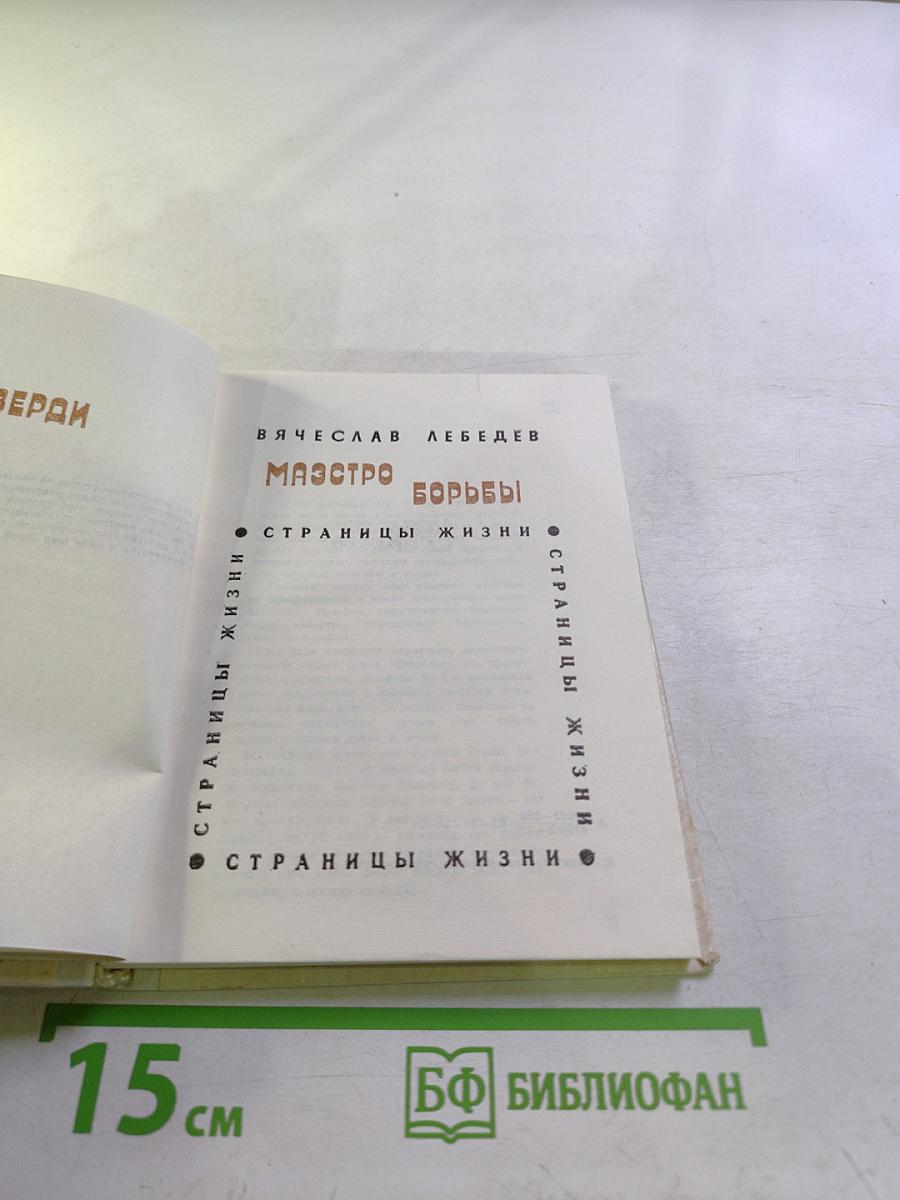 ВЕРДИ
ВЯЧЕСЛАВ ЛЕБЕДЕВ
МАЭСТРО
БОРЬБЫ
СТРАНИЦЫ ЖИЗНИ
СТРАНИЦЫ ЖИЗНИ
СТРАНИЦЫ ЖИЗНИ
СТРАНИЦЫ ЖИЗНИ
15 см
БФ БИБЛИОФАН